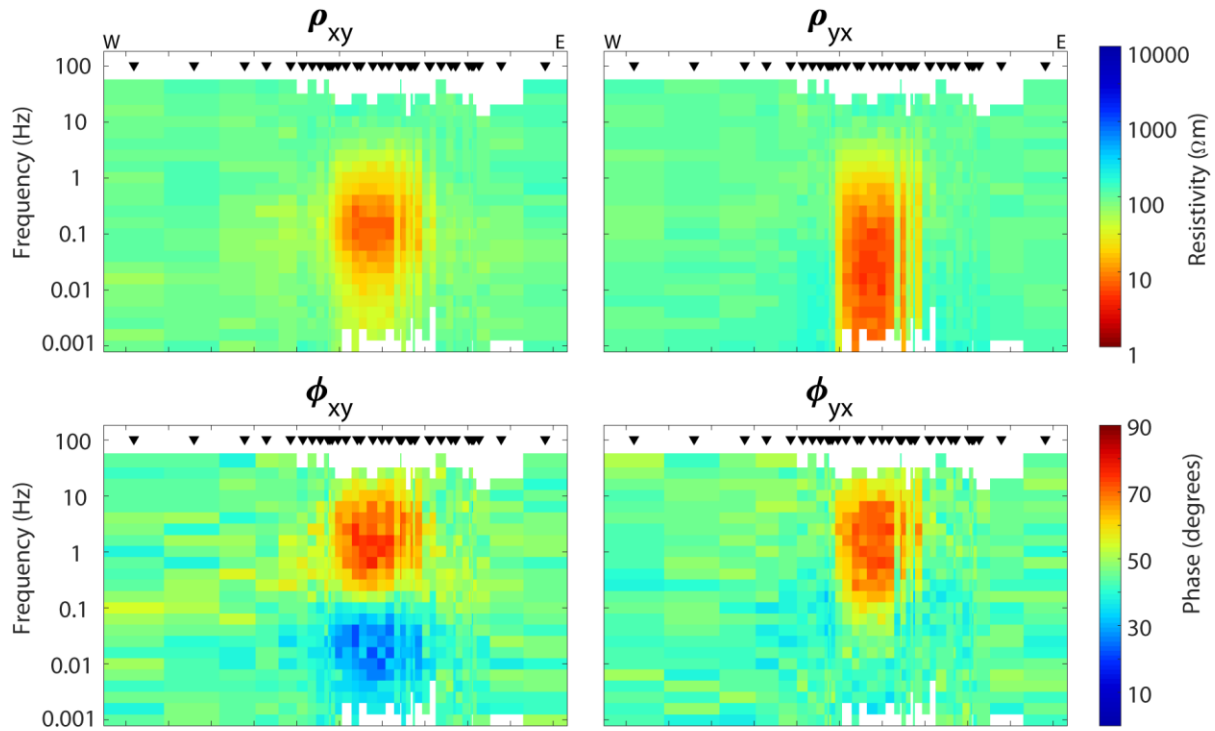 ρxy
ρyx
W
E
W
E
Frequency (Hz)
100
10
1
0.1
0.01
0.001
10000
1000
100
10
1
Resistivity (Ωm)
ϕxy
ϕyx
Frequency (Hz)
100
10
1
0.1
0.01
0.001
90
70
50
30
10
Phase (degrees)